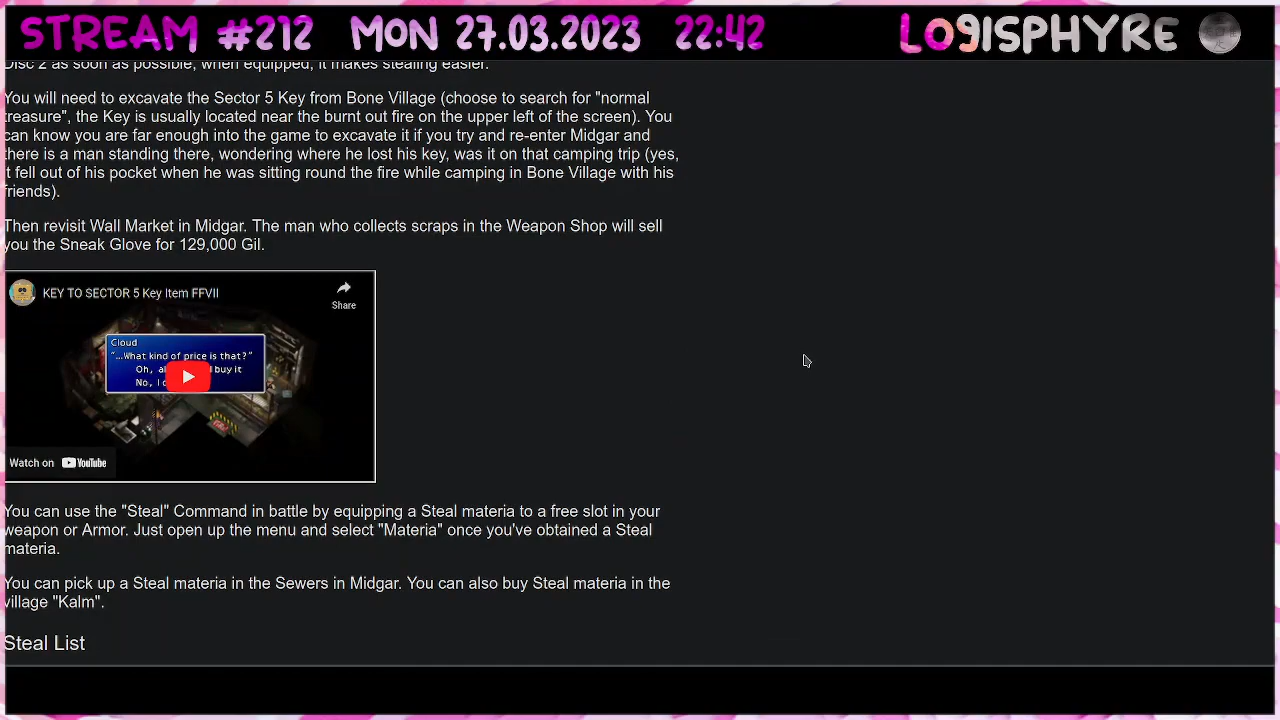 STREAM #212 MON 27.03.2023 22:42 LO9ISPHYRE
Disc 2 as soon as possible, when equipped, it makes stealing easier.
You will need to excavate the Sector 5 Key from Bone Village (choose to search for "normal
treasure", the Key is usually located near the burnt out fire on the upper left of the screen). You
can know you are far enough into the game to excavate it if you try and re-enter Midgar and
there is a man standing there, wondering where he lost his key, was it on that camping trip (yes,
it fell out of his pocket when he was sitting round the fire while camping in Bone Village with his
friends).
Then revisit Wall Market in Midgar. The man who collects scraps in the Weapon Shop will sell
you the Sneak Glove for 129,000 Gil.
KEY TO SECTOR 5 Key Item FFVII
Share
Cloud
"...What kind of price is that?"
Oh, al buy it
No, I
Watch on YouTube
You can use the "Steal" Command in battle by equipping a Steal materia to a free slot in your
weapon or Armor. Just open up the menu and select "Materia" once you've obtained a Steal
materia.
You can pick up a Steal materia in the Sewers in Midgar. You can also buy Steal materia in the
village "Kalm".
Steal List